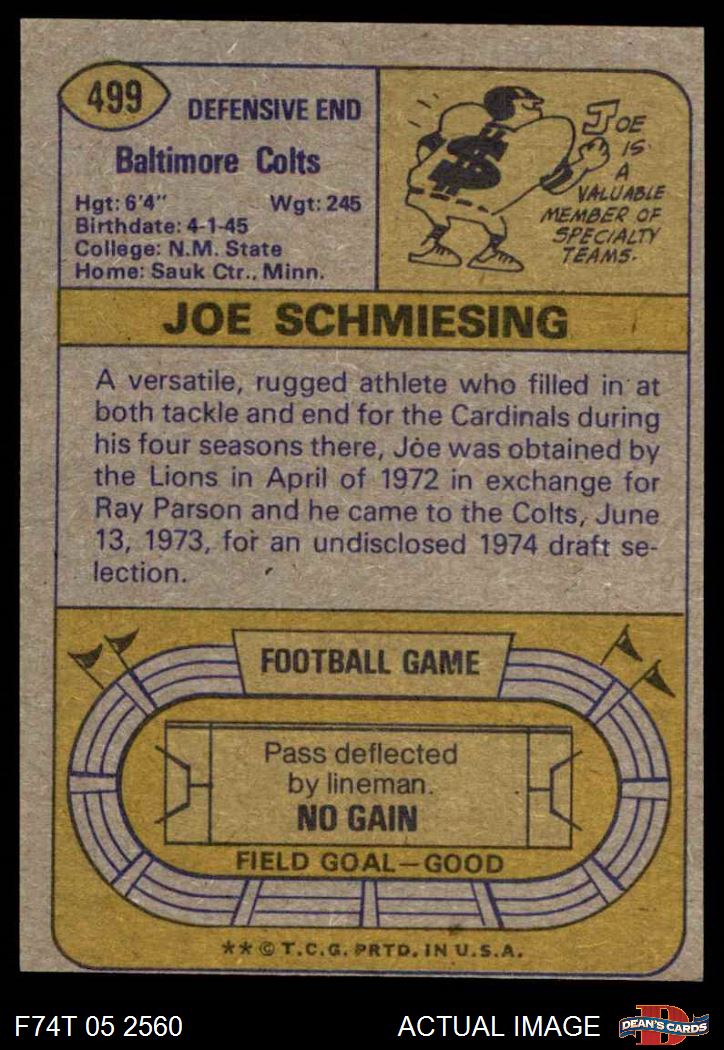 499
DEFENSIVE END
Baltimore Colts
Hgt: 6'4" Wgt: 245
Birthdate: 4-1-45
College: N.M. State
Home: Sauk Ctr., Minn.
$
JOE
IS
A
VALUABLE
MEMBER OF
SPECIALTY
TEAMS.
JOE SCHMIESING
A versatile, rugged athlete who filled in at
both tackle and end for the Cardinals during
his four seasons there, Joe was obtained by
the Lions in April of 1972 in exchange for
Ray Parson and he came to the Colts, June
13, 1973, for an undisclosed 1974 draft se-
lection.
FOOTBALL GAME
Pass deflected
by lineman.
NO GAIN
FIELD GOAL—GOOD
** © T.C.G. PRTD. IN U.S.A.
F74T 05 2560
ACTUAL IMAGE
D
DEAN'S CARDS